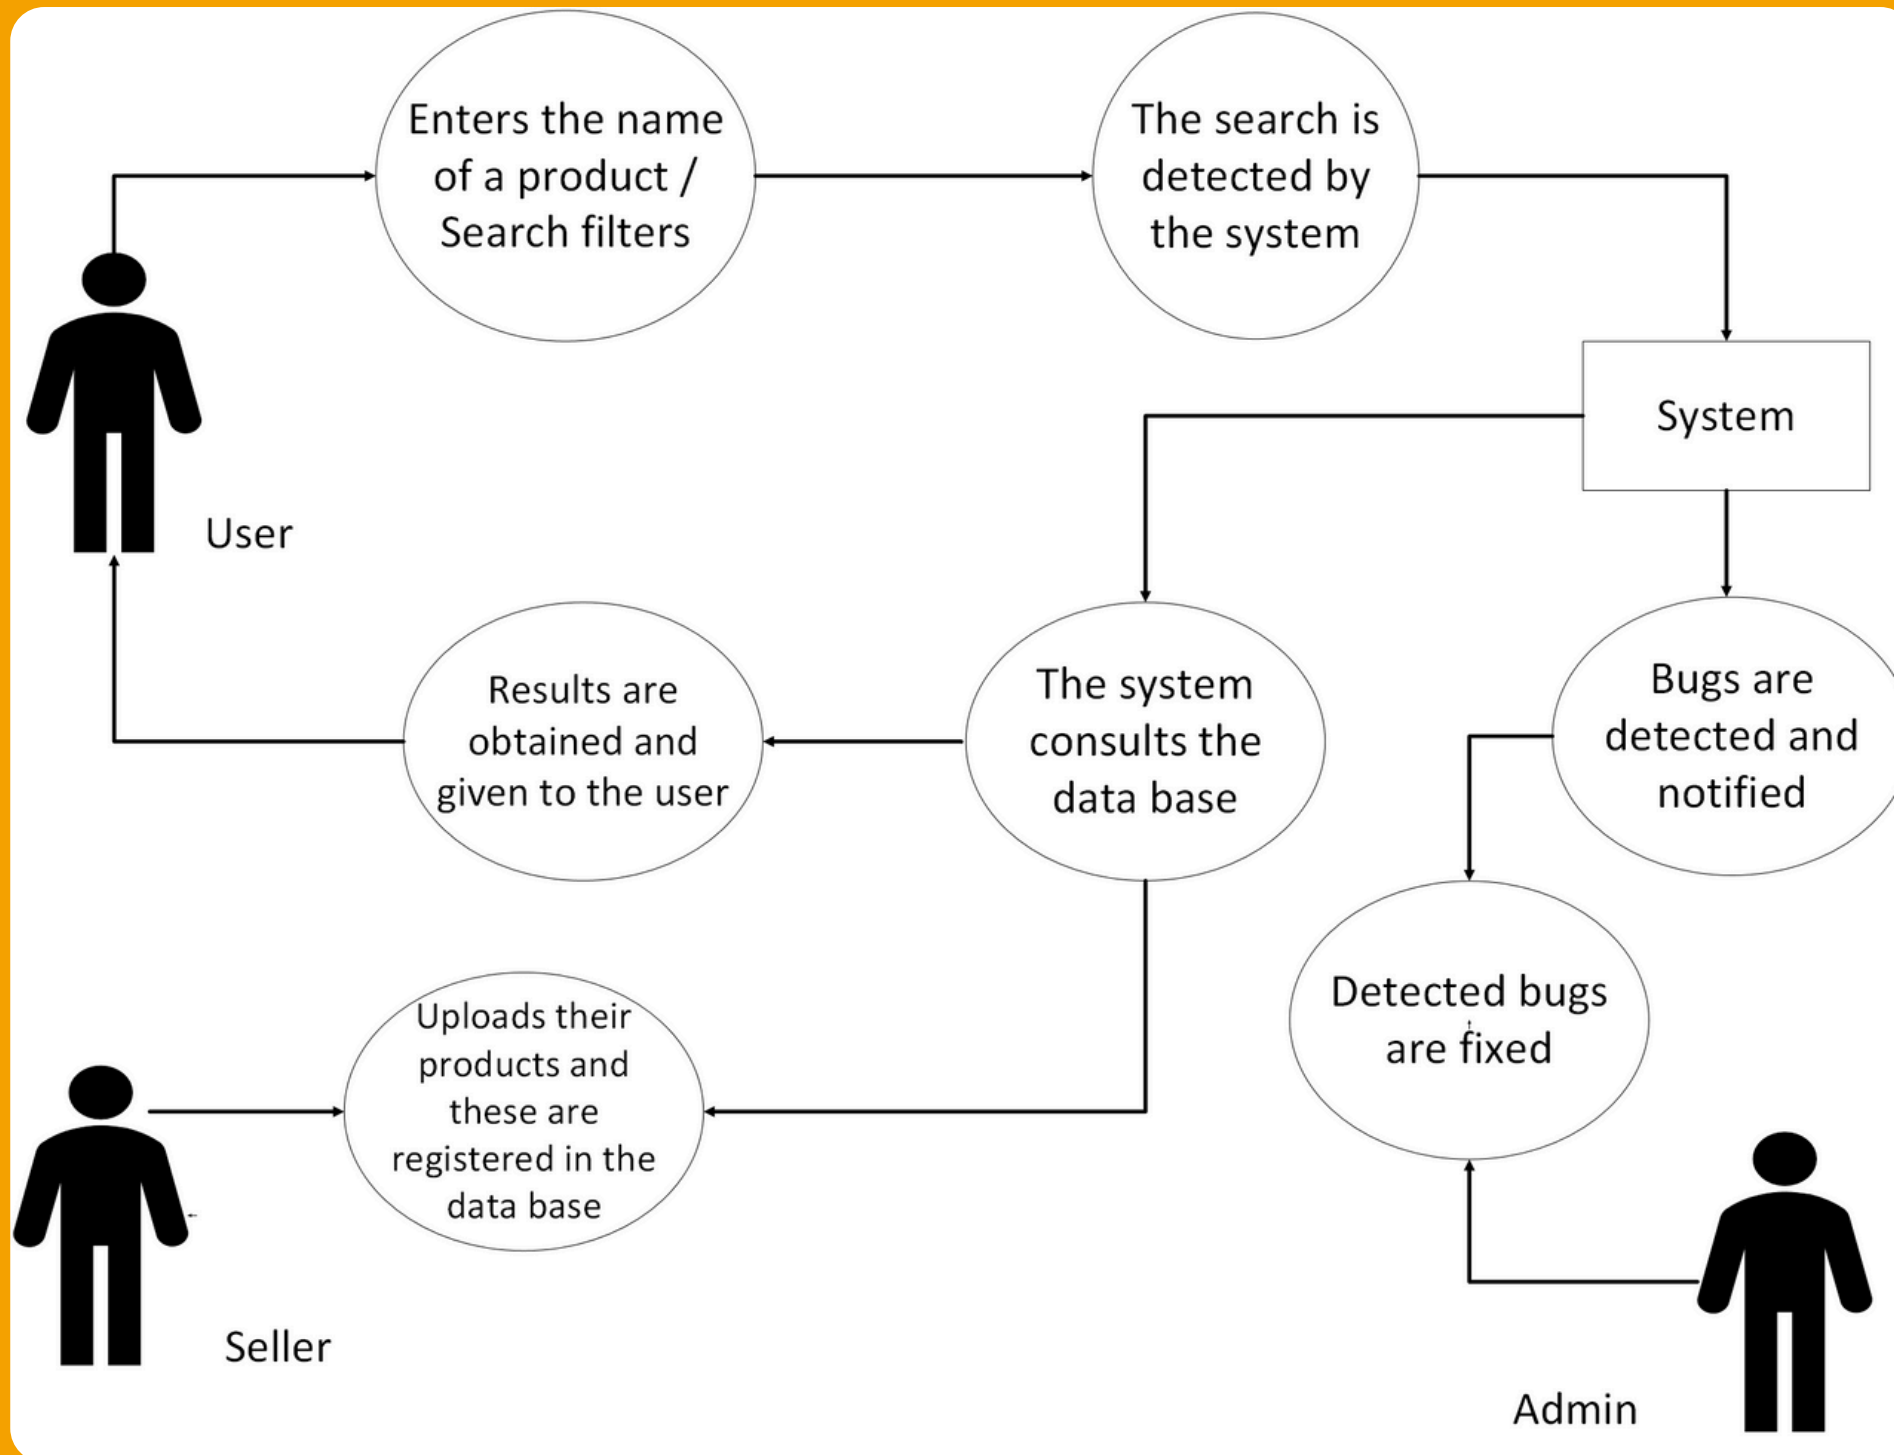 Enters the name
of a product /
Search filters
The search is
detected by
the system
System
User
Results are
obtained and
given to the user
The system
consults the
data base
Bugs are
detected and
notified
Detected bugs
are fixed
Uploads their
products and
these are
registered in the
data base
Seller
Admin